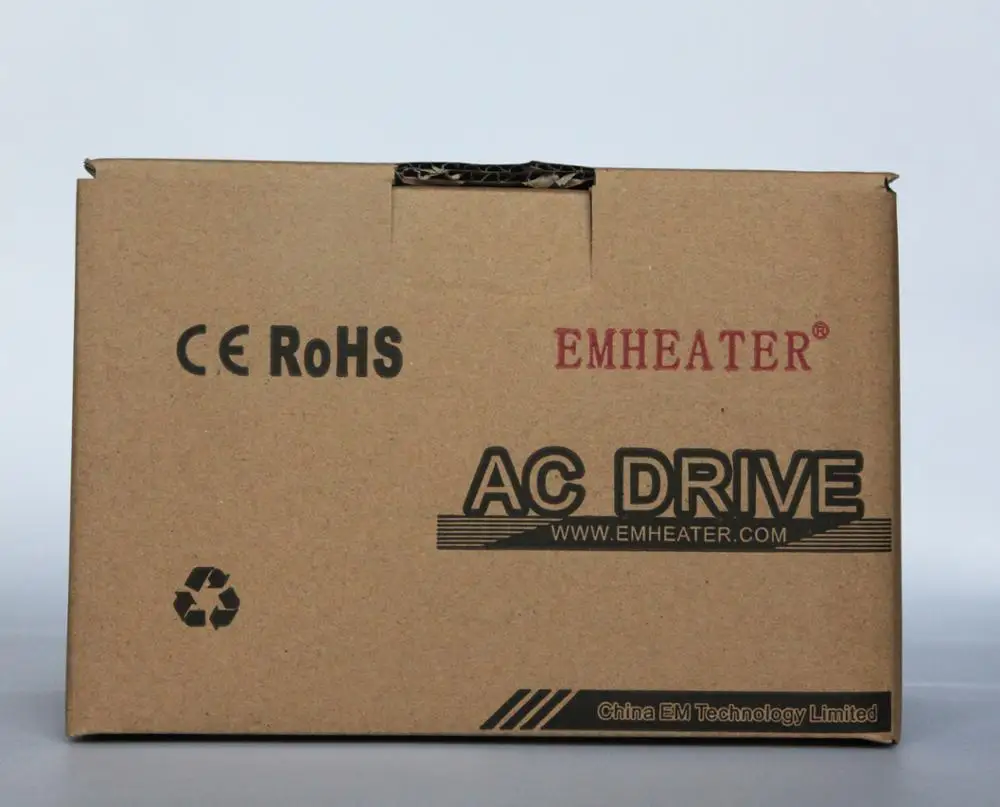 CE RoHS
EMHEATER®
AC DRIVE
WWW.EMHEATER.COM
China EM Technology Limited